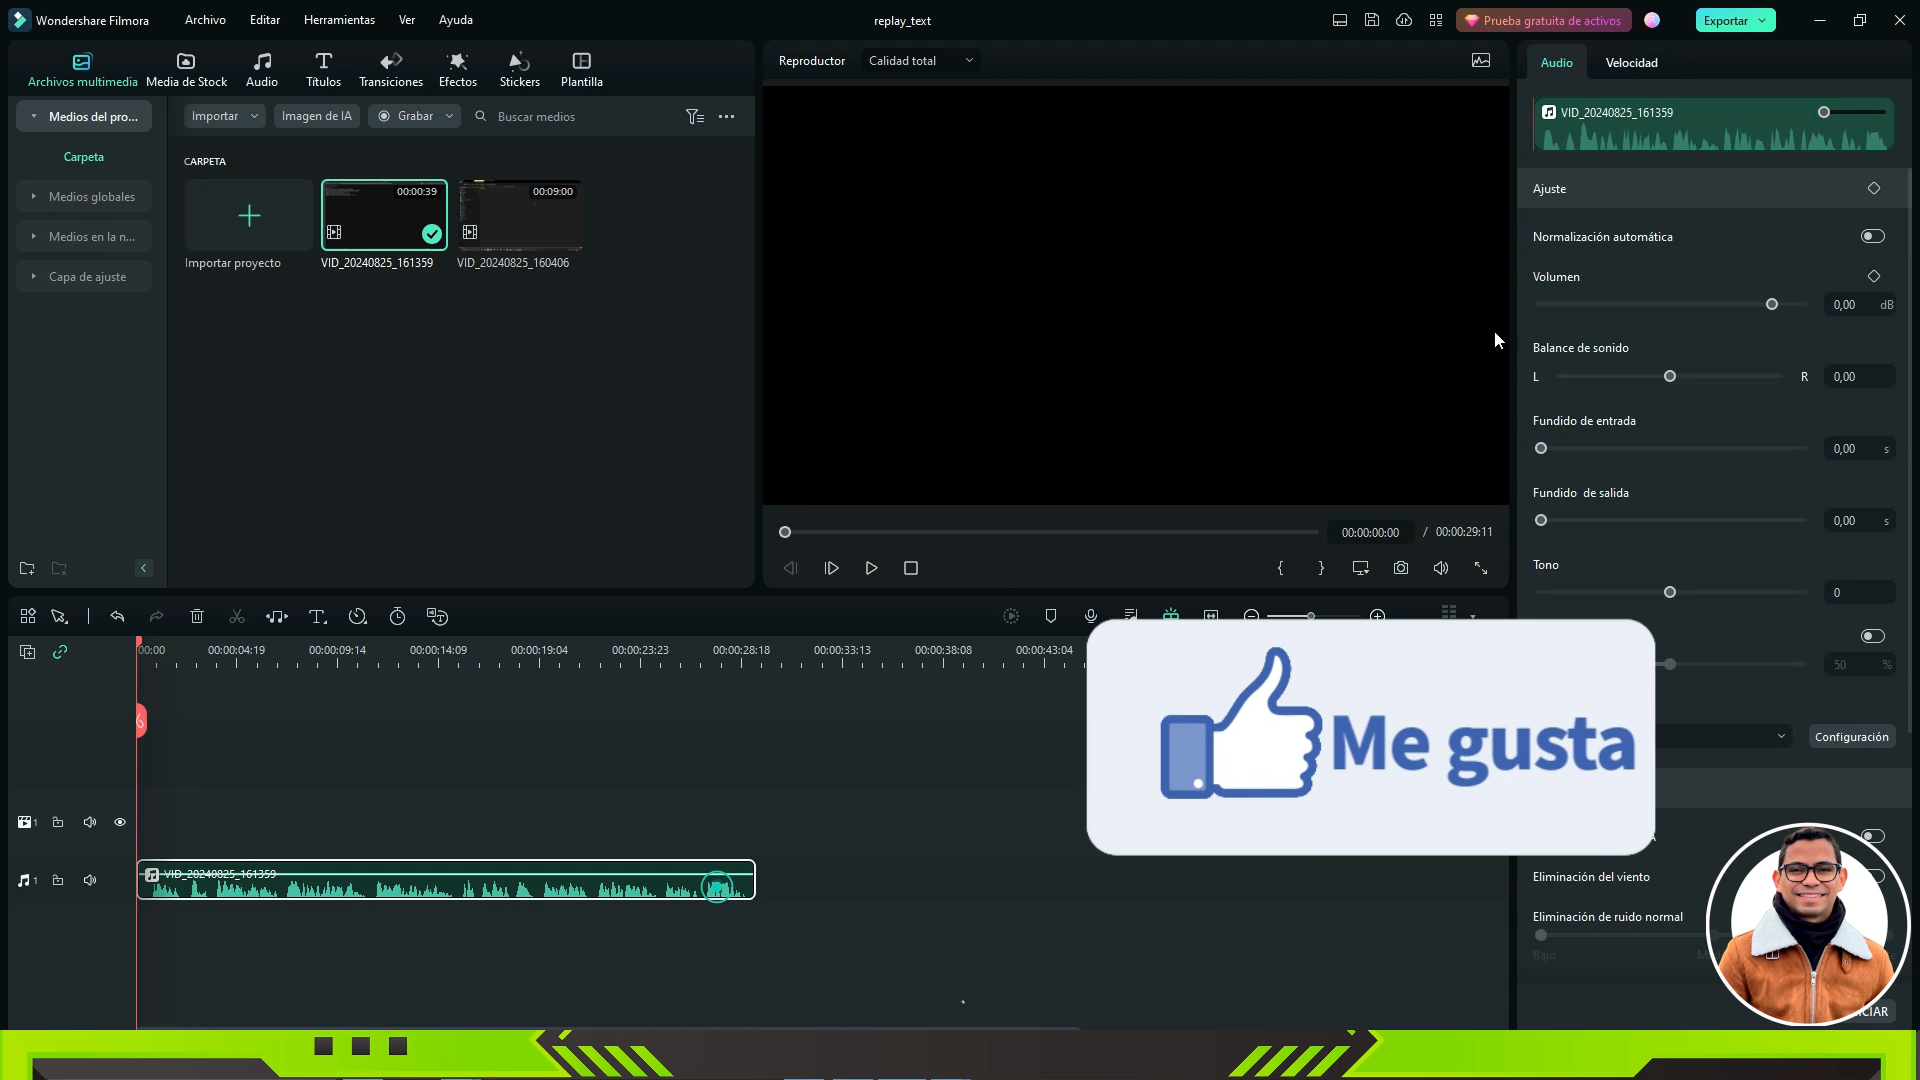 Wondershare Filmora
Archivo
Editar
Herramientas
Ver
Ayuda
replay_text
Prueba gratuita de activos
Exportar
Archivos multimedia
Media de Stock
Audio
Títulos
Transiciones
Efectos
Stickers
Plantilla
Reproductor
Calidad total
Audio
Velocidad
Medios del pro...
Importar
Imagen de IA
Grabar
Buscar medios
VID_20240825_161359
Carpeta
CARPETA
Medios globales
Medios en la n...
Capa de ajuste
00:00:39
00:09:00
Importar proyecto
VID_20240825_161359
VID_20240825_160406
Ajuste
Normalización automática
Volumen
0,00 dB
Balance de sonido
L
R
0,00
Fundido de entrada
0,00 s
Fundido de salida
0,00 s
Tono
0
50 %
Configuración
00:00:00:00 / 00:00:29:11
00:00
00:00:04:19
00:00:09:14
00:00:14:09
00:00:19:04
00:00:23:23
00:00:28:18
00:00:33:13
00:00:38:08
00:00:43:04
Me gusta
1
1
VID_20240825_161359
Eliminación del viento
Eliminación de ruido normal
Bajo